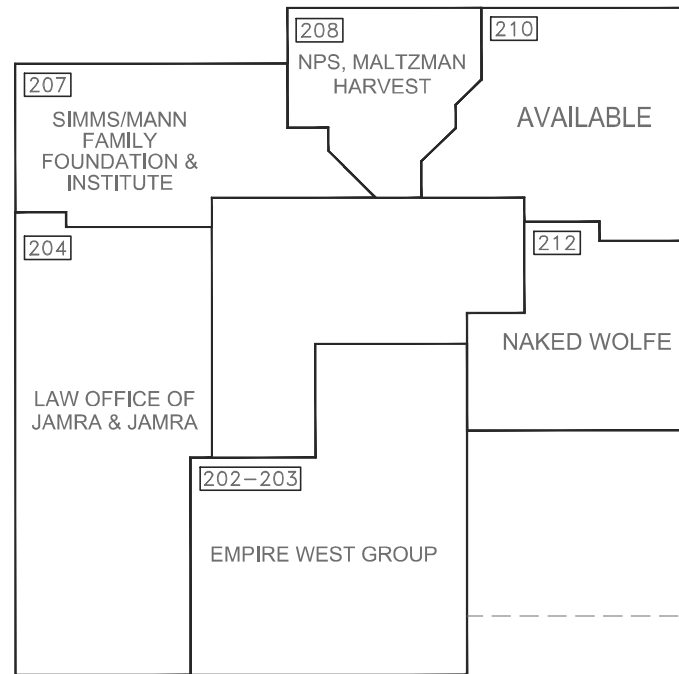 208
NPS, MALTZMAN
HARVEST
210
AVAILABLE
207
SIMMS/MANN
FAMILY
FOUNDATION &
INSTITUTE
204
LAW OFFICE OF
JAMRA & JAMRA
212
NAKED WOLFE
202-203
EMPIRE WEST GROUP